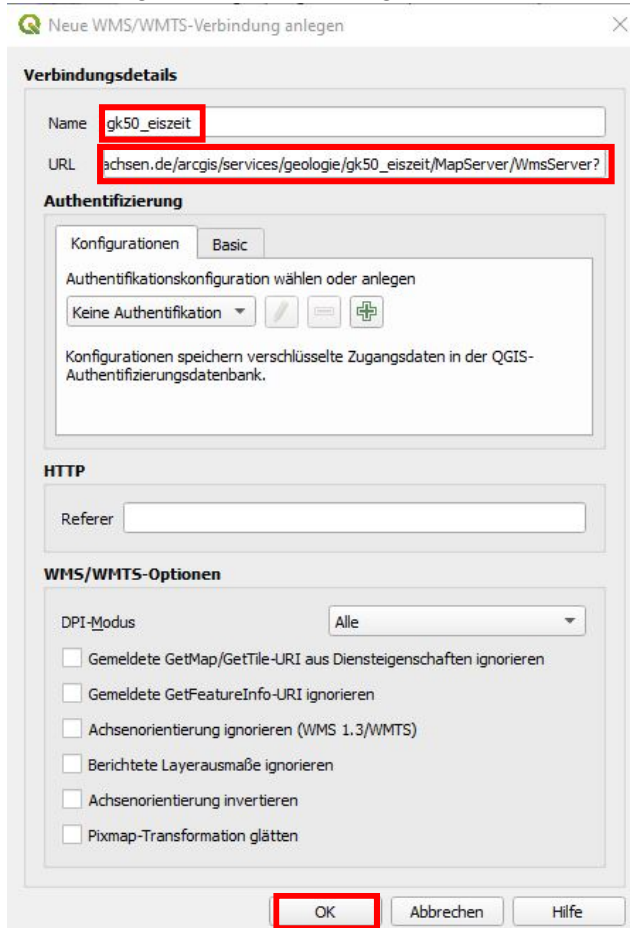 Neue WMS/WMTS-Verbindung anlegen
Verbindungsdetails
Name gk50_eiszeit
URL achsen.de/arcgis/services/geologie/gk50_eiszeit/MapServer/WmsServer?
Authentifizierung
Konfigurationen Basic
Authentifikationskonfiguration wählen oder anlegen
Keine Authentifikation
Konfigurationen speichern verschlüsselte Zugangsdaten in der QGIS-
Authentifizierungsdatenbank.
HTTP
Referer
WMS/WMTS-Optionen
DPI-Modus Alle
Gemeldete GetMap/GetTile-URI aus Diensteigenschaften ignorieren
Gemeldete GetFeatureInfo-URI ignorieren
Achsenorientierung ignorieren (WMS 1.3/WMTS)
Berichtete Layerausmaße ignorieren
Achsenorientierung invertieren
Pixmap-Transformation glätten
OK Abbrechen Hilfe